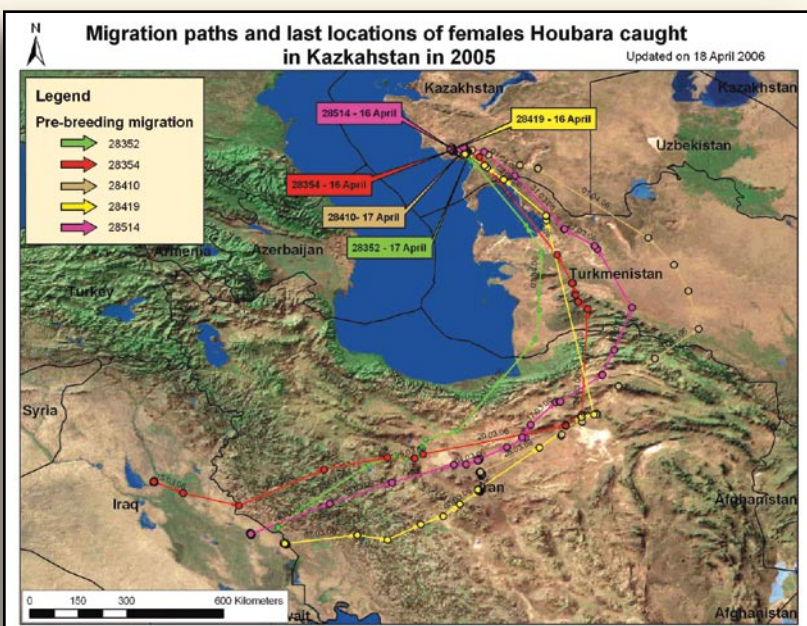 N
Migration paths and last locations of females Houbara caught
in Kazkahstan in 2005
Updated on 18 April 2006
Legend
Pre-breeding migration
28352
28354
28410
28419
28514
Kazakhstan
Kazakhstan
28514 - 16 April
28419 - 16 April
Uzbekistan
28354 - 16 April
28410- 17 April
28352 - 17 April
Armenia
Azerbaijan
Turkmenistan
Turkey
Syria
Iraq
Iran
Afghanistan
0 150 300 600 Kilometers
Afghanistan